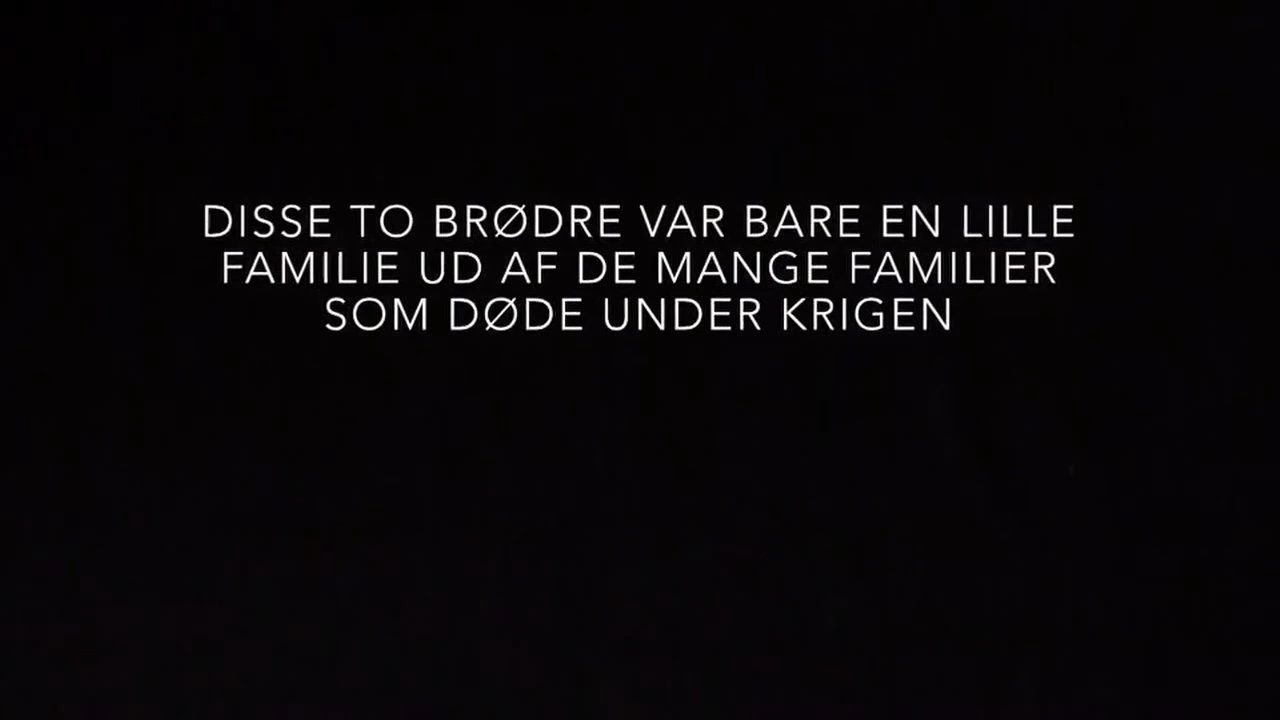 DISSE TO BRØDRE VAR BARE EN LILLE
FAMILIE UD AF DE MANGE FAMILIER
SOM DØDE UNDER KRIGEN